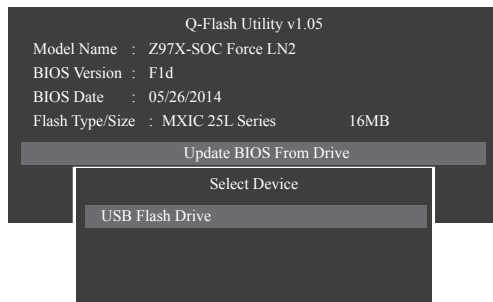 Q-Flash Utility v1.05
Model Name : Z97X-SOC Force LN2
BIOS Version : F1d
BIOS Date : 05/26/2014
Flash Type/Size : MXIC 25L Series 16MB
Update BIOS From Drive
Select Device
USB Flash Drive